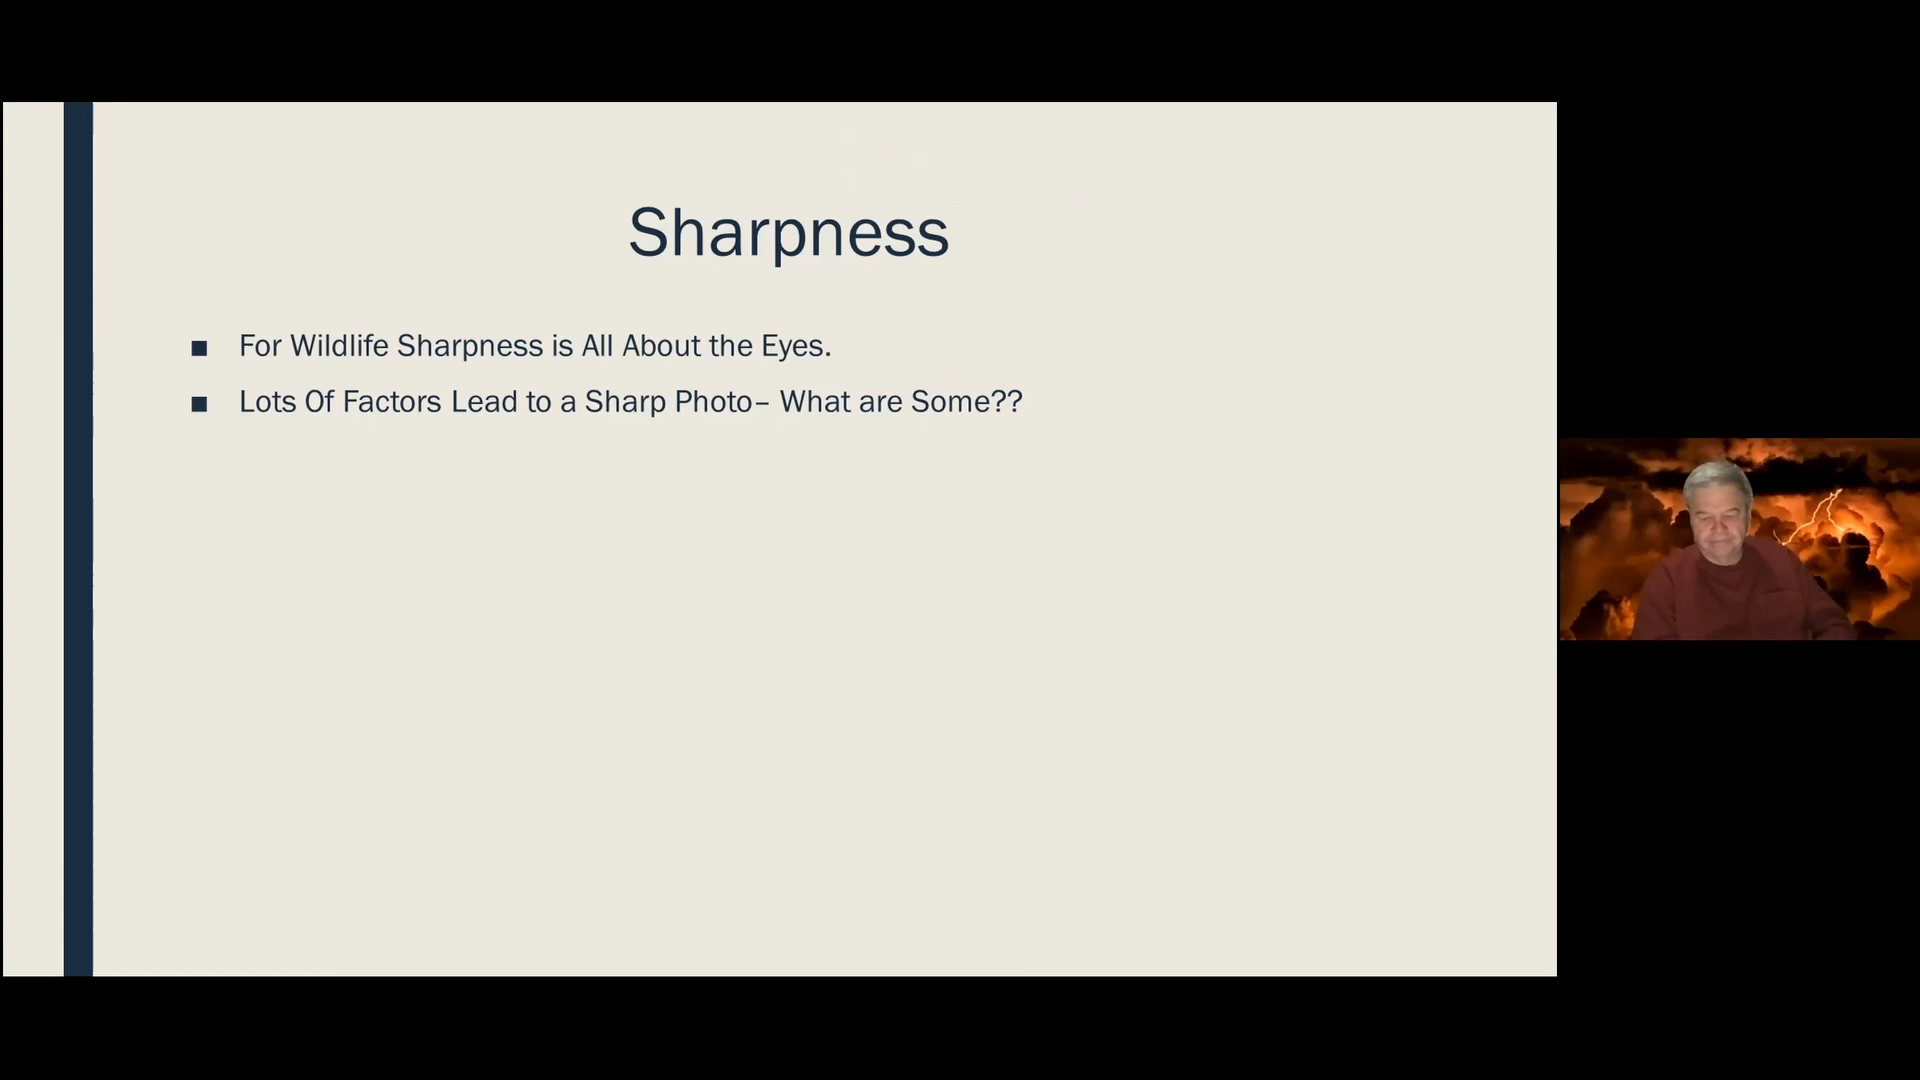 Sharpness
For Wildlife Sharpness is All About the Eyes.
Lots Of Factors Lead to a Sharp Photo– What are Some??